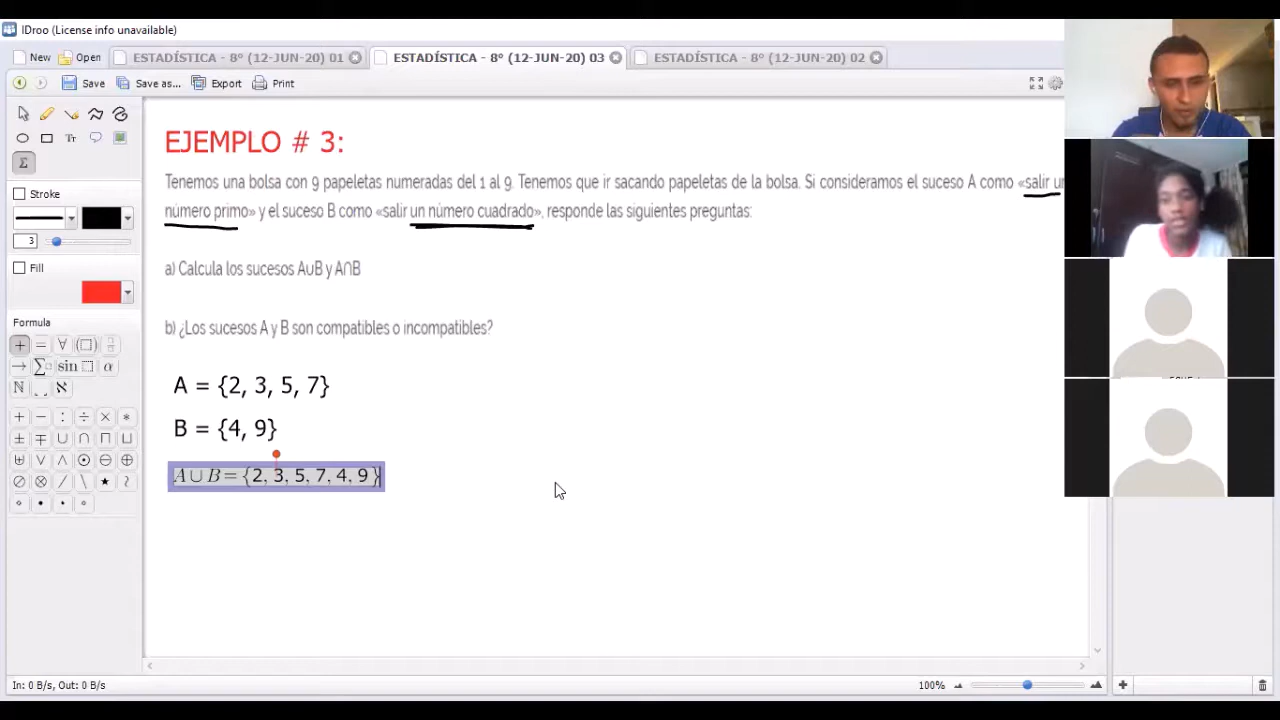 IDroo (License info unavailable)
New Open ESTADÍSTICA - 8º (12-JUN-20) 01 ESTADÍSTICA - 8º (12-JUN-20) 03 ESTADÍSTICA - 8º (12-JUN-20) 02
Save Save as... Export Print
EJEMPLO # 3:
Tenemos una bolsa con 9 papeletas numeradas del 1 al 9. Tenemos que ir sacando papeletas de la bolsa. Si consideramos el suceso A como «salir un
número primo» y el suceso B como «salir un número cuadrado», responde las siguientes preguntas:
a) Calcula los sucesos A∪B y A∩B
b) ¿Los sucesos A y B son compatibles o incompatibles?
A = {2, 3, 5, 7}
B = {4, 9}
A ∪ B = {2, 3, 5, 7, 4, 9}
Tr
Σ
Stroke
3
Fill
Formula
+ = ∀
→ Σ sin α
ℕ ℵ
+ − : ÷ × *
± ∓ ∪ ∩ ⊓ ⊔
⊎ ∨ ∧ ⊙ ⊖ ⊕
⊘ ⊗ / \ ★ ≀
In: 0 B/s, Out: 0 B/s
100%